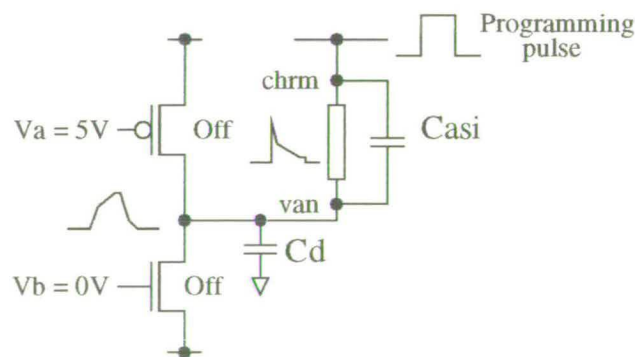 Programming
pulse
chrm
Va = 5V
Off
Casi
van
Cd
Vb = 0V
Off